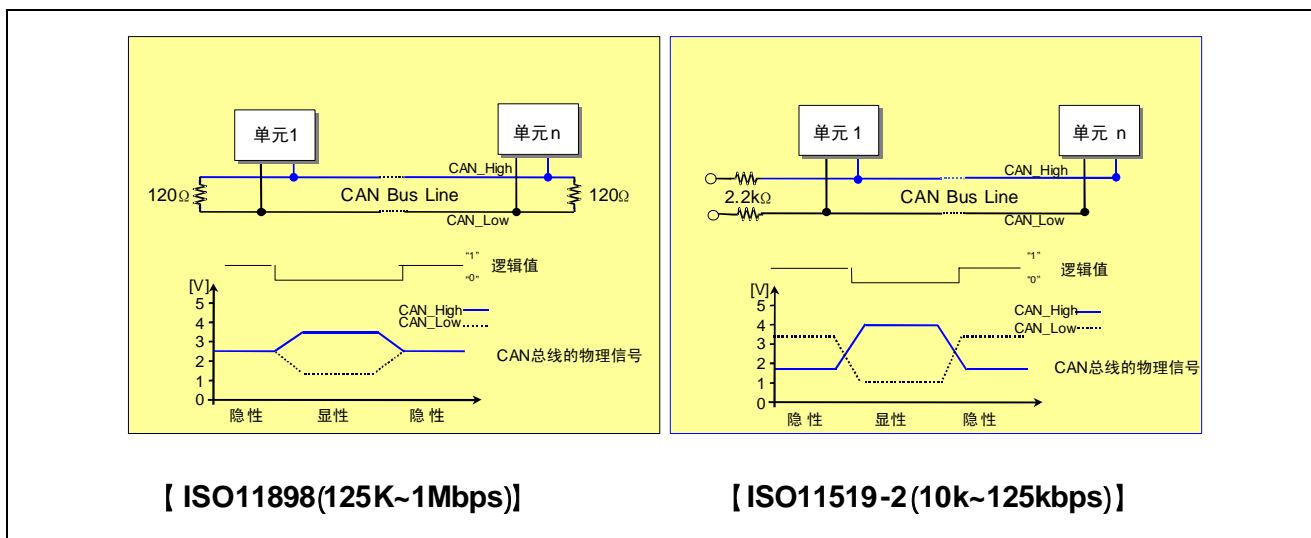 单元1
单元n
CAN_High
120Ω
CAN Bus Line
120Ω
CAN_Low
"1"
"0"
逻辑值
[V]
5
4
3
2
1
0
CAN_High
CAN_Low
CAN总线的物理信号
隐性
显性
隐性
【ISO11898(125K~1Mbps)】
单元1
单元 n
CAN_High
2.2kΩ
CAN Bus Line
CAN_Low
"1"
"0"
逻辑值
[V]
5
4
3
2
1
0
CAN_High
CAN_Low
CAN总线的物理信号
隐性
显性
隐性
【ISO11519-2(10k~125kbps)】